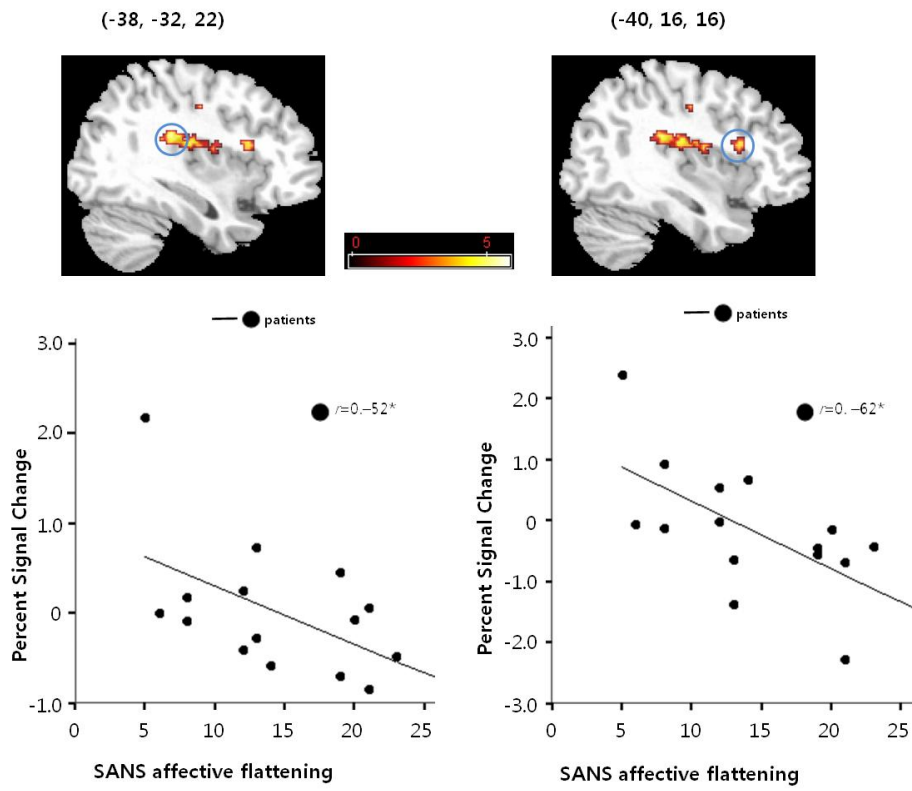 (-38, -32, 22)
(-40, 16, 16)
0 5
patients
3.0
2.0
1.0
0
-1.0
0 5 10 15 20
r=0.−52*
Percent Signal Change
SANS affective flattening
patients
3.0
2.0
1.0
0
-1.0
-2.0
-3.0
0 5 10 15 20 25
r=0. −62*
Percent Signal Change
SANS affective flattening